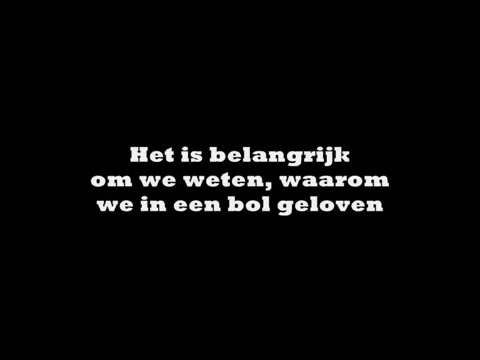 Het is belangrijk
om we weten, waarom
we in een bol geloven